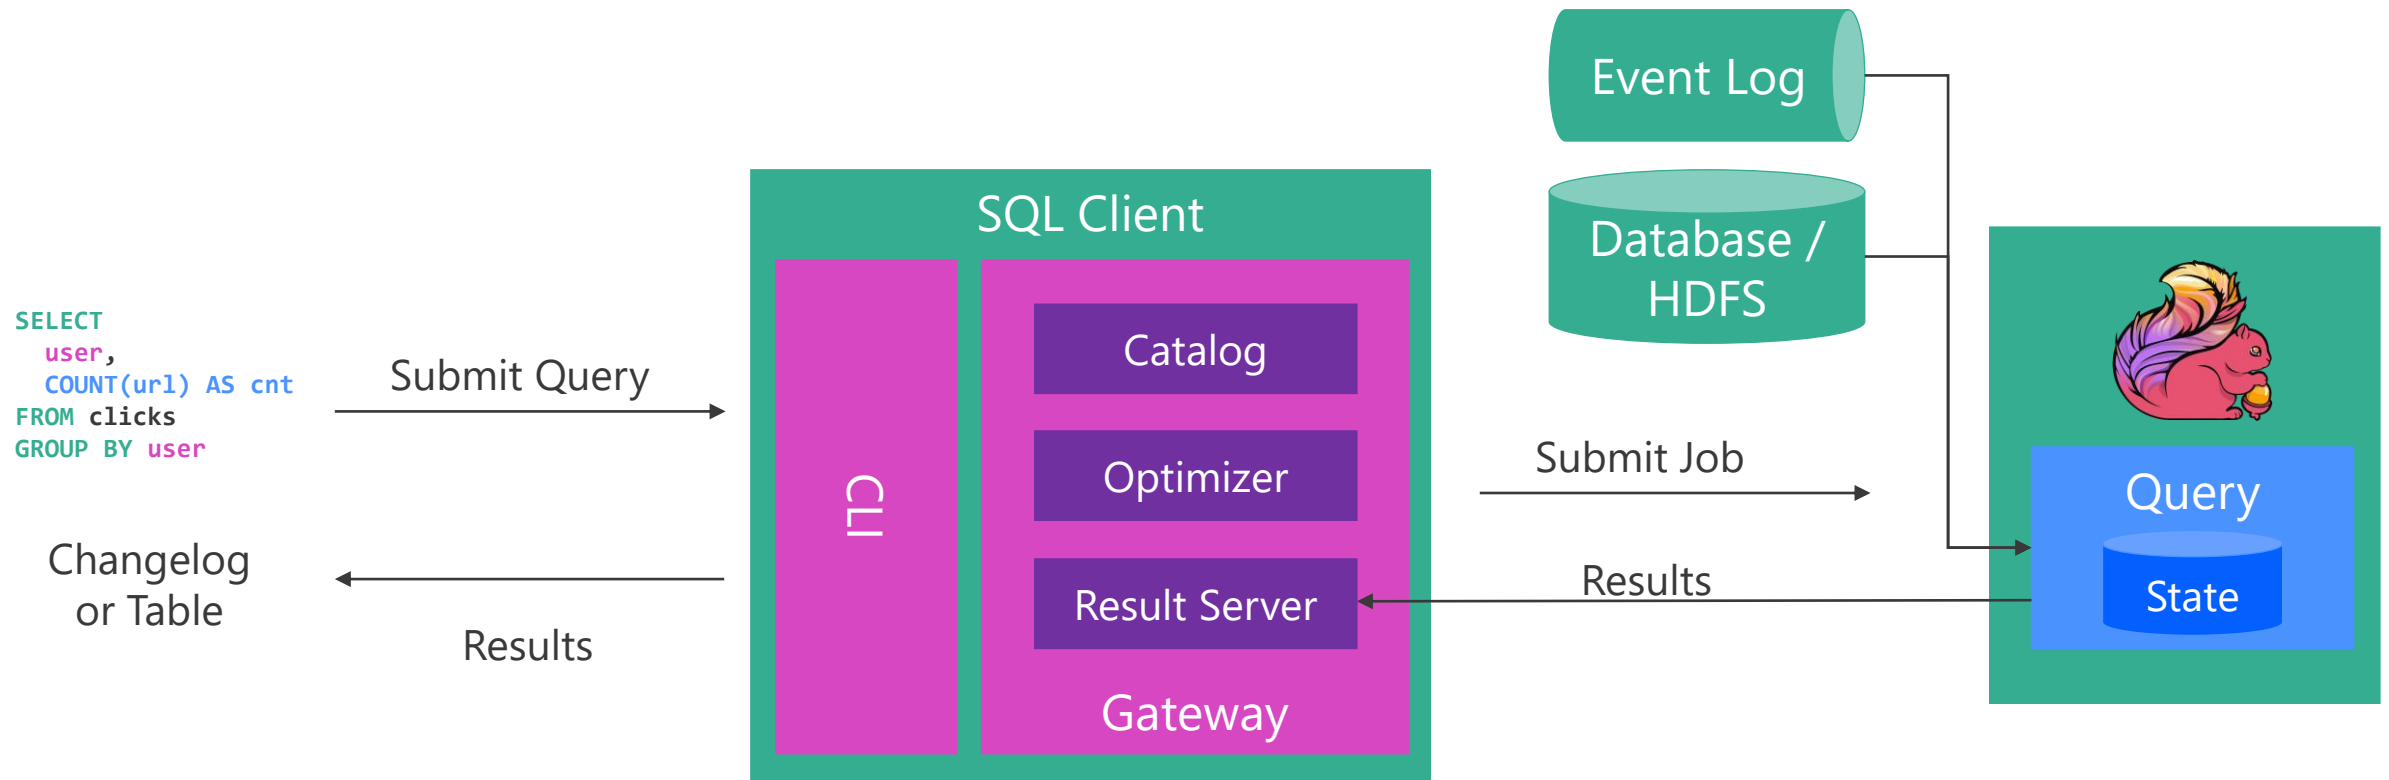 SELECT
  user,
  COUNT(url) AS cnt
FROM clicks
GROUP BY user
Submit Query
Changelog
or Table
Results
SQL Client
CLI
Catalog
Optimizer
Result Server
Gateway
Event Log
Database /
HDFS
Submit Job
Results
Query
State